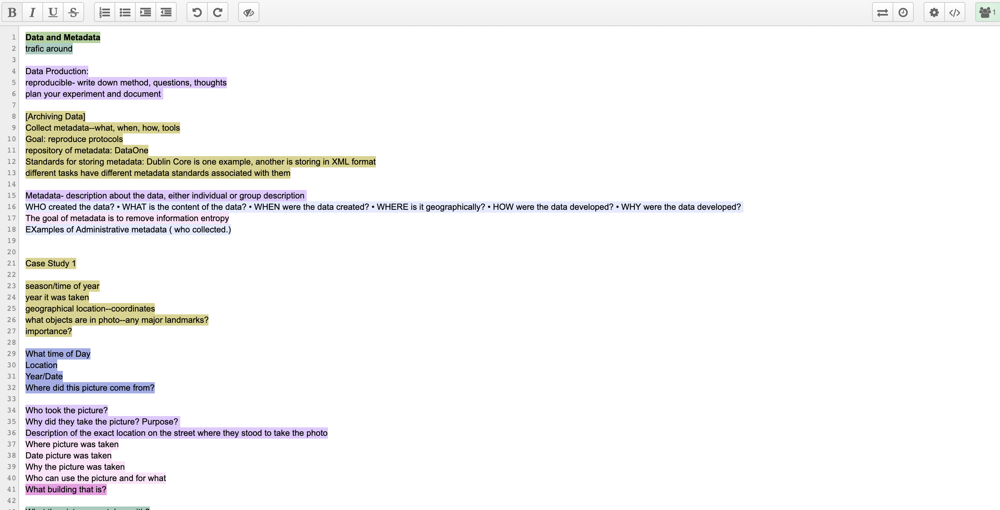 B I U S 1
1 Data and Metadata
2 trafic around
3
4 Data Production:
5 reproducible- write down method, questions, thoughts
6 plan your experiment and document
7
8 [Archiving Data]
9 Collect metadata--what, when, how, tools
10 Goal: reproduce protocols
11 repository of metadata: DataOne
12 Standards for storing metadata: Dublin Core is one example, another is storing in XML format
13 different tasks have different metadata standards associated with them
14
15 Metadata- description about the data, either individual or group description
16 WHO created the data? • WHAT is the content of the data? • WHEN were the data created? • WHERE is it geographically? • HOW were the data developed? • WHY were the data developed?
17 The goal of metadata is to remove information entropy
18 EXamples of Administrative metadata ( who collected.)
19
20
21 Case Study 1
22
23 season/time of year
24 year it was taken
25 geographical location--coordinates
26 what objects are in photo--any major landmarks?
27 importance?
28
29 What time of Day
30 Location
31 Year/Date
32 Where did this picture come from?
33
34 Who took the picture?
35 Why did they take the picture? Purpose?
36 Description of the exact location on the street where they stood to take the photo
37 Where picture was taken
38 Date picture was taken
39 Why the picture was taken
40 Who can use the picture and for what
41 What building that is?
42